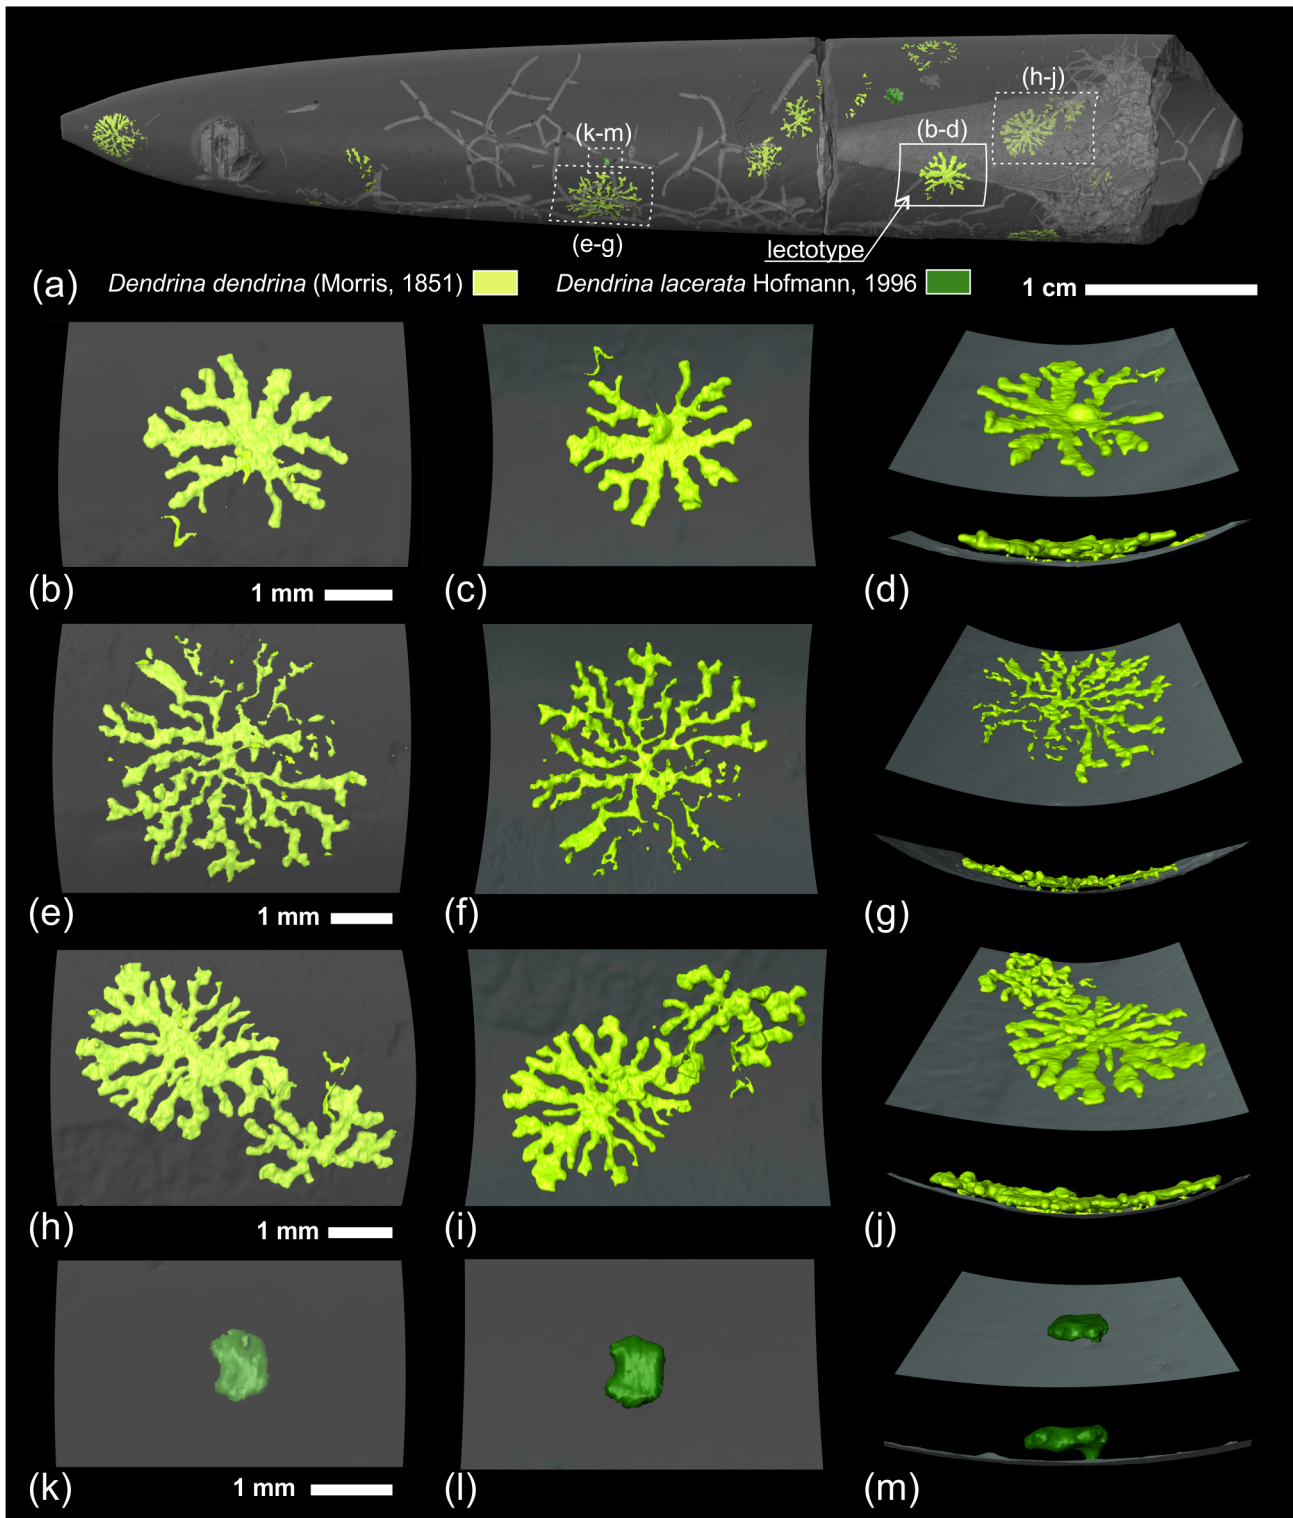 (h-j)
(k-m)
(b-d)
(e-g)
lectotype
(a) Dendrina dendrina (Morris, 1851) Dendrina lacerata Hofmann, 1996 1 cm
(b) 1 mm (c) (d)
(e) 1 mm (f) (g)
(h) 1 mm (i) (j)
(k) 1 mm (l) (m)